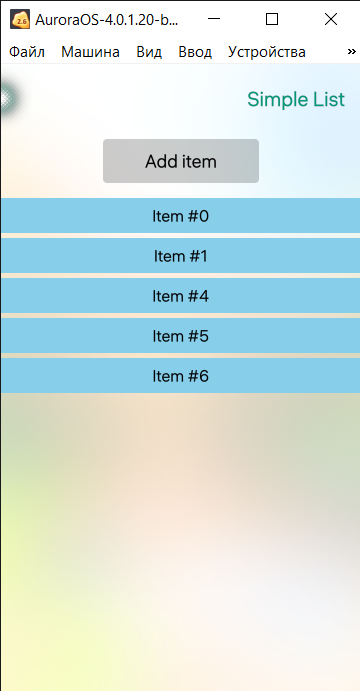 AuroraOS-4.0.1.20-b...
Файл Машина Вид Ввод Устройства »
Simple List
Add item
Item #0
Item #1
Item #4
Item #5
Item #6